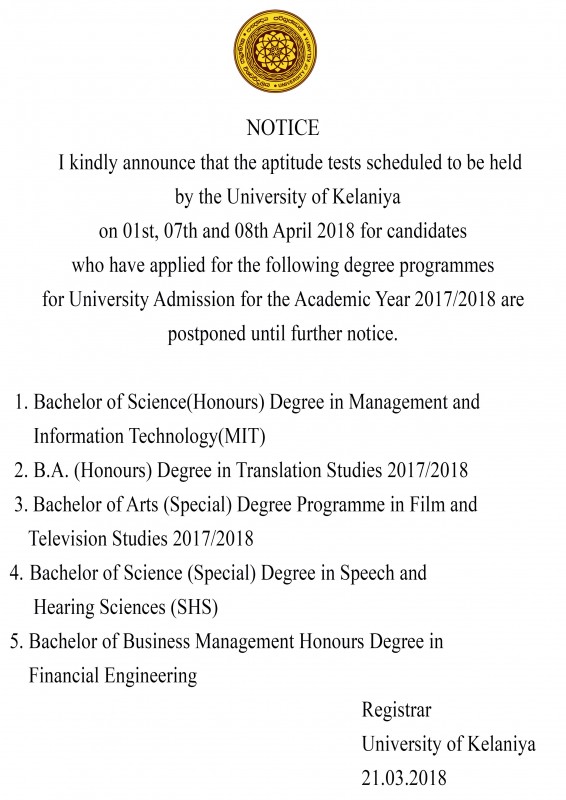 UNIVERSITY OF KELANIYA
NOTICE
I kindly announce that the aptitude tests scheduled to be held
by the University of Kelaniya
on 01st, 07th and 08th April 2018 for candidates
who have applied for the following degree programmes
for University Admission for the Academic Year 2017/2018 are
postponed until further notice.
1. Bachelor of Science(Honours) Degree in Management and
Information Technology(MIT)
2. B.A. (Honours) Degree in Translation Studies 2017/2018
3. Bachelor of Arts (Special) Degree Programme in Film and
Television Studies 2017/2018
4. Bachelor of Science (Special) Degree in Speech and
Hearing Sciences (SHS)
5. Bachelor of Business Management Honours Degree in
Financial Engineering
Registrar
University of Kelaniya
21.03.2018